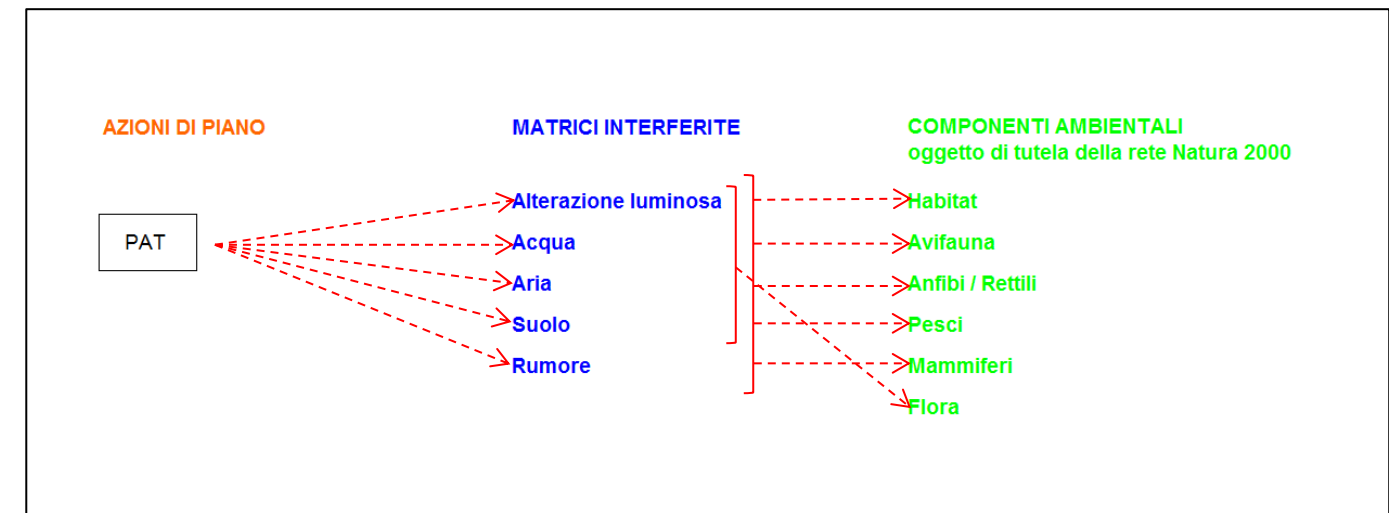 AZIONI DI PIANO
MATRICI INTERFERITE
COMPONENTI AMBIENTALI
oggetto di tutela della rete Natura 2000
PAT
Alterazione luminosa
Acqua
Aria
Suolo
Rumore
Habitat
Avifauna
Anfibi / Rettili
Pesci
Mammiferi
Flora